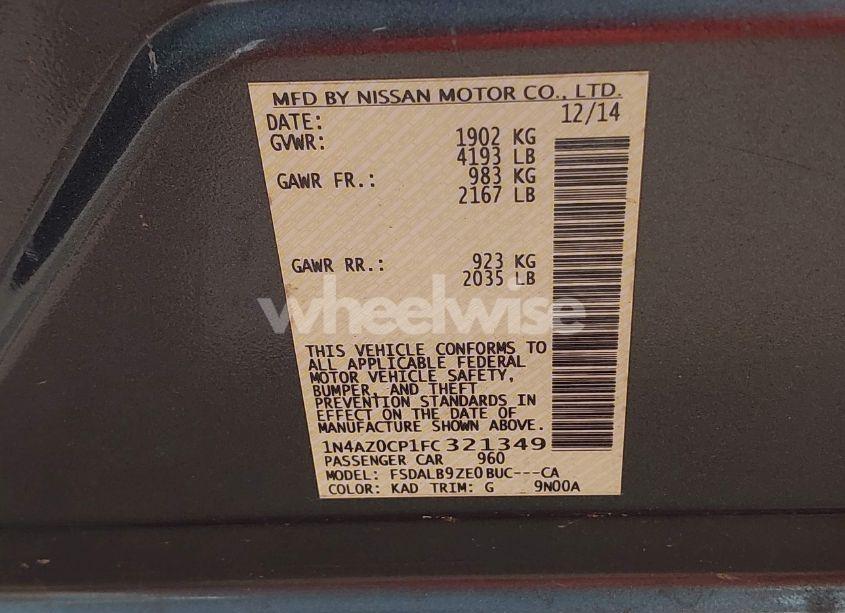 MFD BY NISSAN MOTOR CO., LTD.
DATE: 12/14
GVWR: 1902 KG
4193 LB
GAWR FR.: 983 KG
2167 LB
GAWR RR.: 923 KG
2035 LB
wheelwise
THIS VEHICLE CONFORMS TO
ALL APPLICABLE FEDERAL
MOTOR VEHICLE SAFETY,
BUMPER, AND THEFT
PREVENTION STANDARDS IN
EFFECT ON THE DATE OF
MANUFACTURE SHOWN ABOVE.
1N4AZ0CP1FC321349
PASSENGER CAR 960
MODEL: FSDALB9ZE0BUC---CA
COLOR: KAD TRIM: G 9N00A